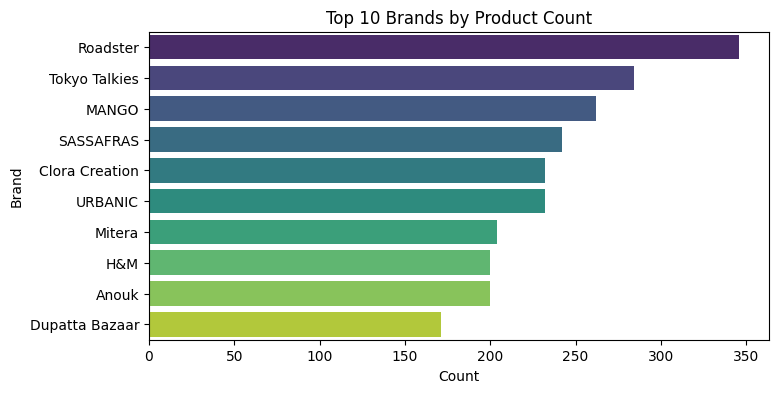 Top 10 Brands by Product Count
Brand
Roadster
Tokyo Talkies
MANGO
SASSAFRAS
Clora Creation
URBANIC
Mitera
H&M
Anouk
Dupatta Bazaar
0 50 100 150 200 250 300 350
Count